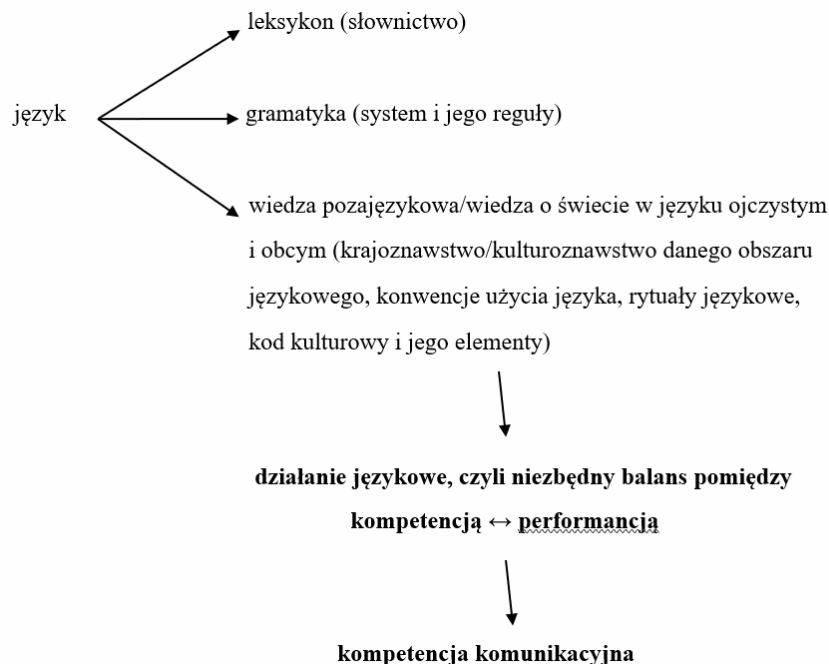 leksykon (słownictwo)
język
gramatyka (system i jego reguły)
wiedza pozajęzykowa/wiedza o świecie w języku ojczystym
i obcym (krajoznawstwo/kulturoznawstwo danego obszaru
językowego, konwencje użycia języka, rytuały językowe,
kod kulturowy i jego elementy)
działanie językowe, czyli niezbędny balans pomiędzy
kompetencją ↔ performancją
kompetencja komunikacyjna